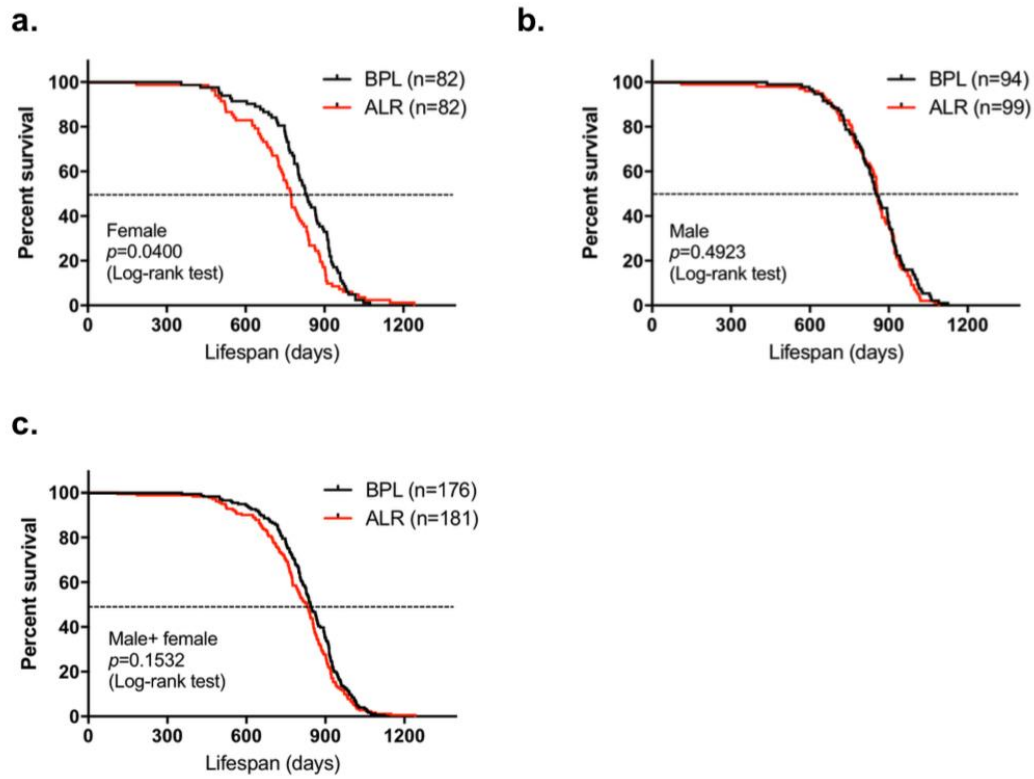 a.
BPL (n=82)
ALR (n=82)
100
80
60
40
20
0
Percent survival
Female
p=0.0400
(Log-rank test)
0 300 600 900 1200
Lifespan (days)
b.
BPL (n=94)
ALR (n=99)
100
80
60
40
20
0
Percent survival
Male
p=0.4923
(Log-rank test)
0 300 600 900 1200
Lifespan (days)
c.
BPL (n=176)
ALR (n=181)
100
80
60
40
20
0
Percent survival
Male+ female
p=0.1532
(Log-rank test)
0 300 600 900 1200
Lifespan (days)